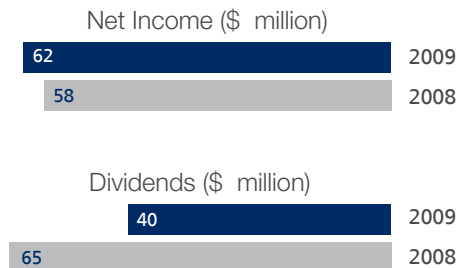 Net Income ($ million)
62 2009
58 2008
Dividends ($ million)
40 2009
65 2008